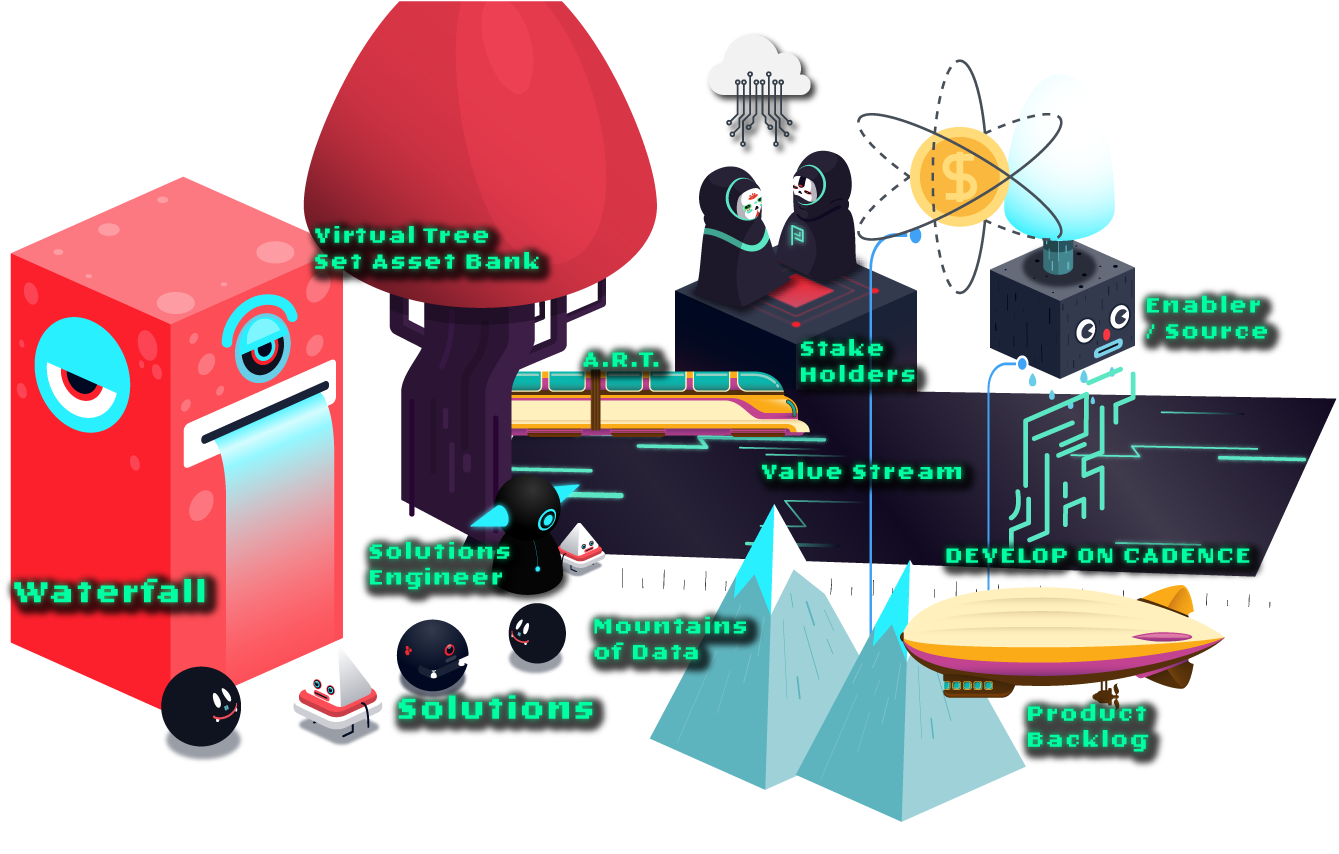 Virtual Tree
Set Asset Bank
Enabler
/ Source
A.R.T.
Stake
Holders
Value Stream
DEVELOP ON CADENCE
Solutions
Engineer
Waterfall
Mountains
of Data
Solutions
Product
Backlog
$